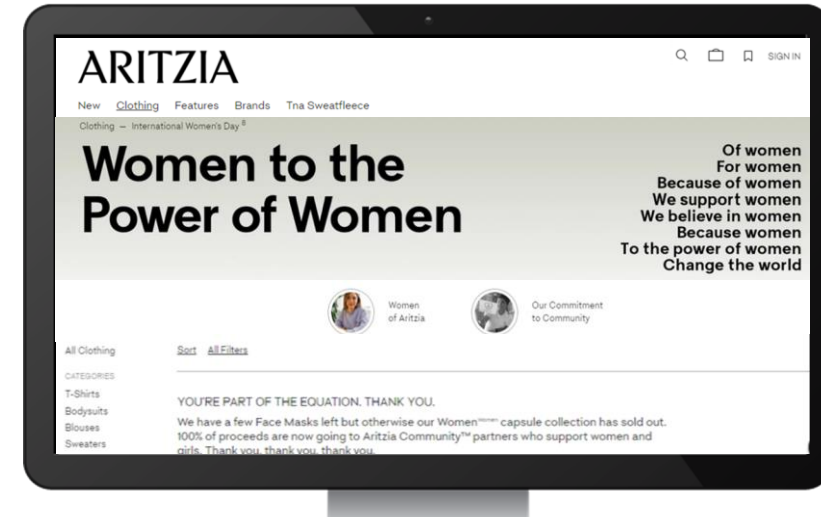 ARITZIA
SIGN IN
New Clothing Features Brands Tna Sweatfleece
Clothing — International Women's Day 8
Women to the
Power of Women
Of women
For women
Because of women
We support women
We believe in women
Because women
To the power of women
Change the world
Women
of Aritzia
Our Commitment
to Community
All Clothing
Sort All Filters
CATEGORIES
T-Shirts
Bodysuits
Blouses
Sweaters
YOU'RE PART OF THE EQUATION. THANK YOU.
We have a few Face Masks left but otherwise our Women capsule collection has sold out.
100% of proceeds are now going to Aritzia Community™ partners who support women and
girls. Thank you, thank you, thank you.